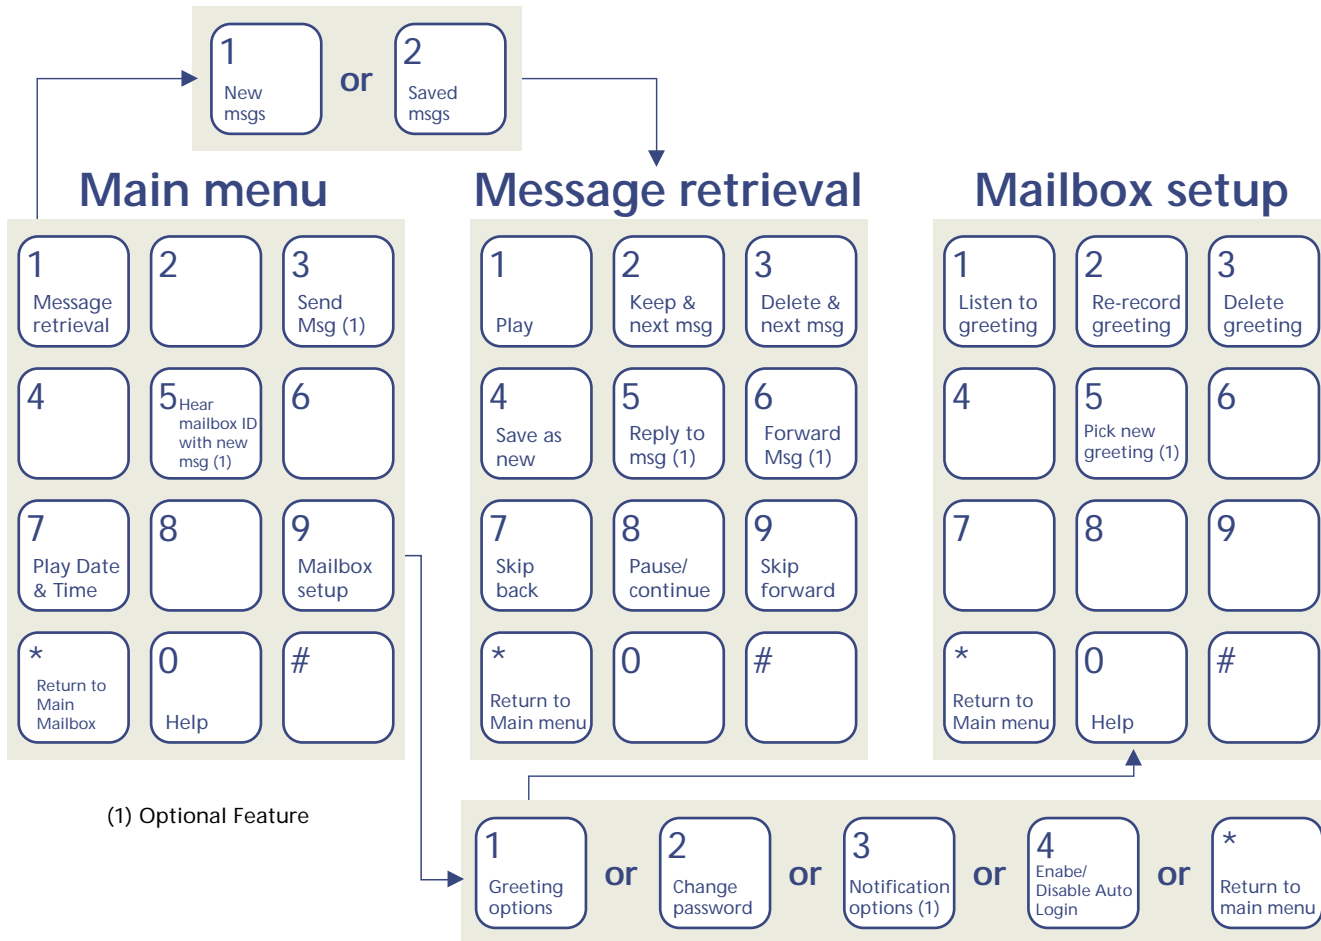 1
New
msgs
or
2
Saved
msgs
Main menu
1
Message
retrieval
2
3
Send
Msg (1)
4
5 Hear
mailbox ID
with new
msg (1)
6
7
Play Date
& Time
8
9
Mailbox
setup
*
Return to
Main
Mailbox
0
Help
#
Message retrieval
1
Play
2
Keep &
next msg
3
Delete &
next msg
4
Save as
new
5
Reply to
msg (1)
6
Forward
Msg (1)
7
Skip
back
8
Pause/
continue
9
Skip
forward
*
Return to
Main menu
0
#
Mailbox setup
1
Listen to
greeting
2
Re-record
greeting
3
Delete
greeting
4
5
Pick new
greeting (1)
6
7
8
9
*
Return to
Main menu
0
Help
#
(1) Optional Feature
1
Greeting
options
or
2
Change
password
or
3
Notification
options (1)
or
4
Enabe/
Disable Auto
Login
or
*
Return to
main menu